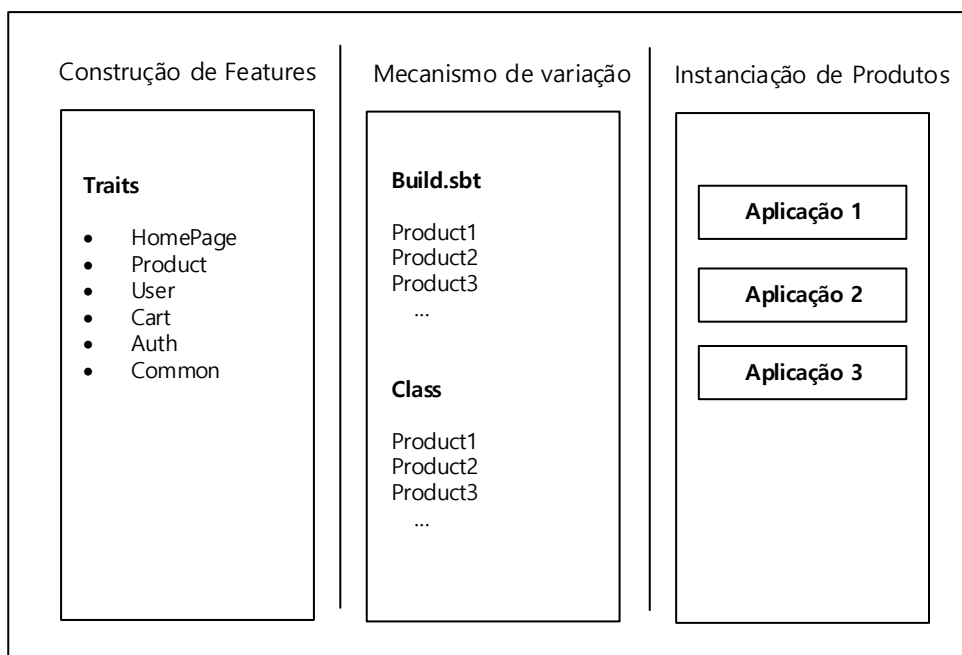 Construção de Features
Traits
• HomePage
• Product
• User
• Cart
• Auth
• Common
Mecanismo de variação
Build.sbt
Product1
Product2
Product3
...
Class
Product1
Product2
Product3
...
Instanciação de Produtos
Aplicação 1
Aplicação 2
Aplicação 3